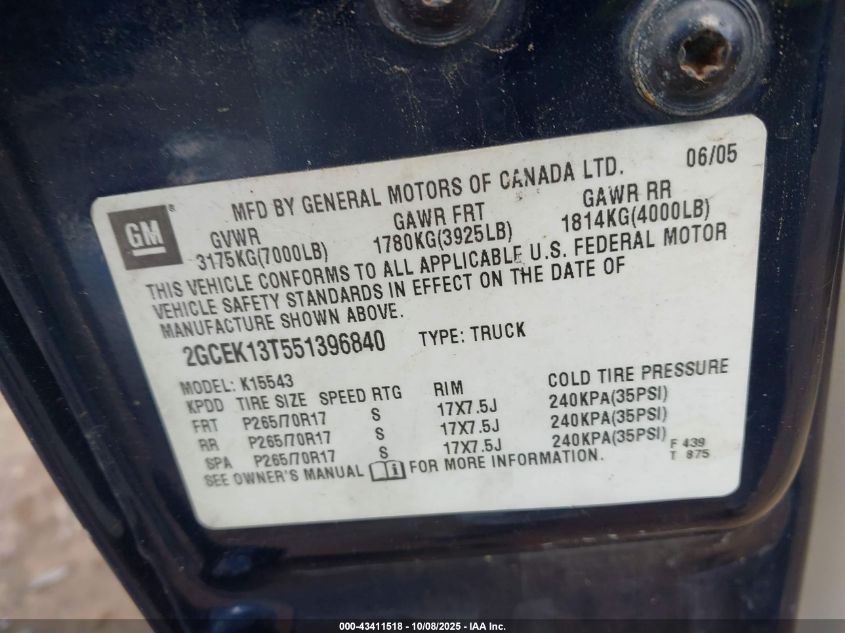 MFD BY GENERAL MOTORS OF CANADA LTD. 06/05
GM®
GVWR GAWR FRT GAWR RR
3175KG(7000LB) 1780KG(3925LB) 1814KG(4000LB)
THIS VEHICLE CONFORMS TO ALL APPLICABLE U.S. FEDERAL MOTOR
VEHICLE SAFETY STANDARDS IN EFFECT ON THE DATE OF
MANUFACTURE SHOWN ABOVE.
2GCEK13T551396840 TYPE: TRUCK
MODEL: K15543
KPDD TIRE SIZE SPEED RTG RIM COLD TIRE PRESSURE
FRT P265/70R17 S 17X7.5J 240KPA(35PSI)
RR P265/70R17 S 17X7.5J 240KPA(35PSI)
SPA P265/70R17 S 17X7.5J 240KPA(35PSI)
SEE OWNER'S MANUAL FOR MORE INFORMATION.
F 439
T 875
000-43411518 - 10/08/2025 - IAA Inc.